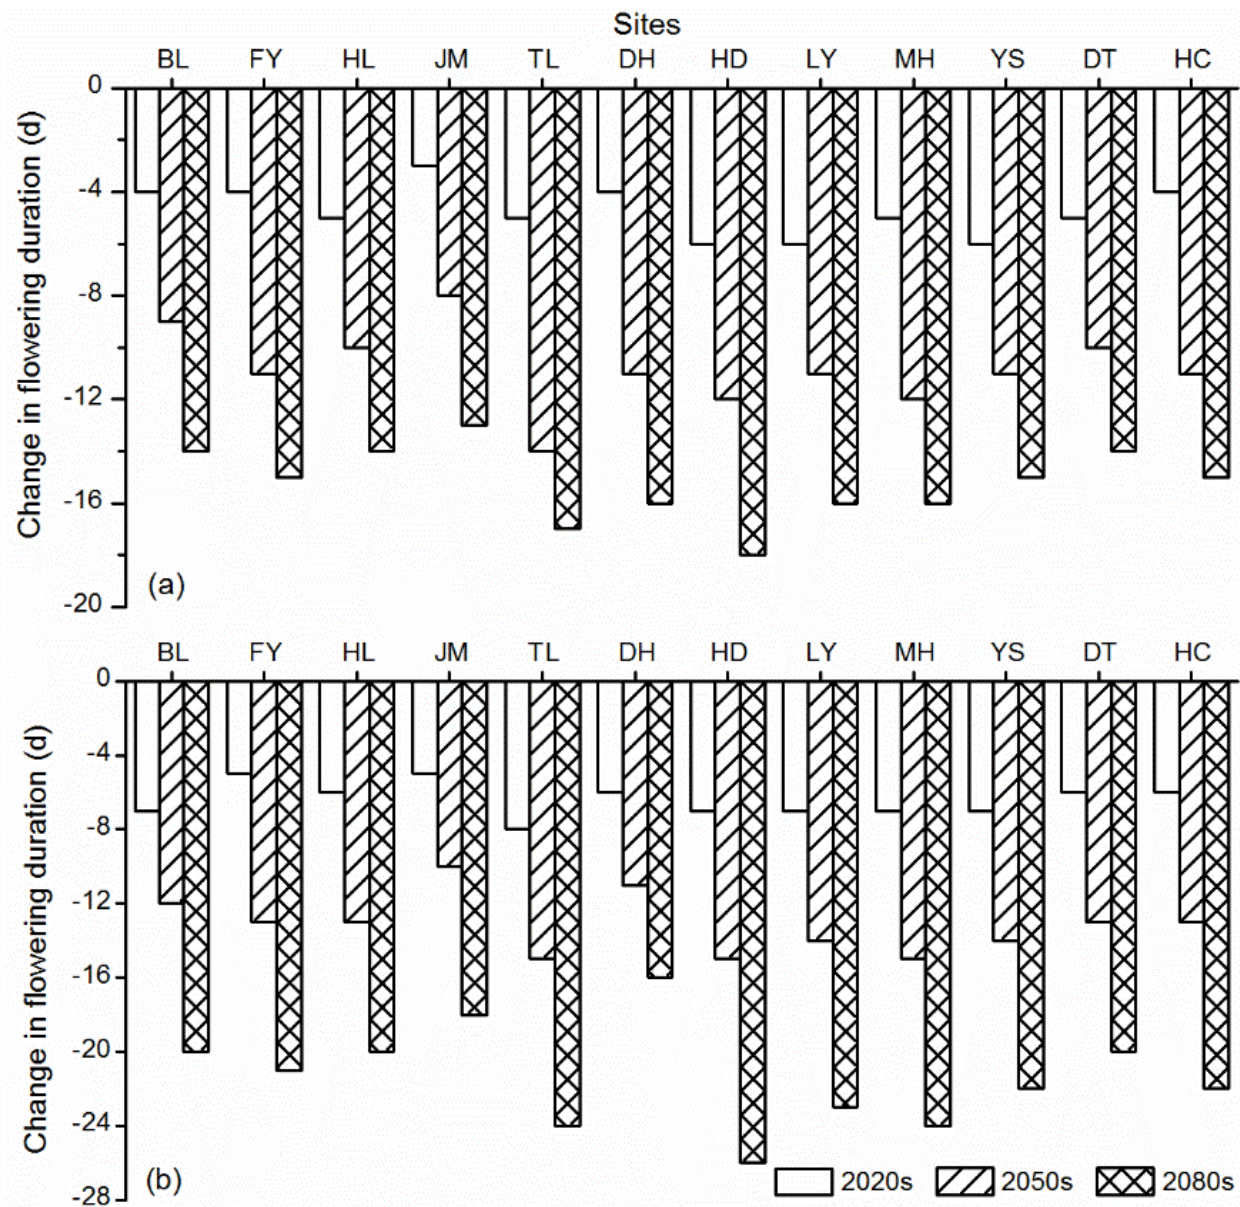 Sites
BL FY HL JM TL DH HD LY MH YS DT HC
0
-4
-8
-12
-16
-20
Change in flowering duration (d)
(a)
BL FY HL JM TL DH HD LY MH YS DT HC
0
-4
-8
-12
-16
-20
-24
-28
Change in flowering duration (d)
(b)
2020s 2050s 2080s